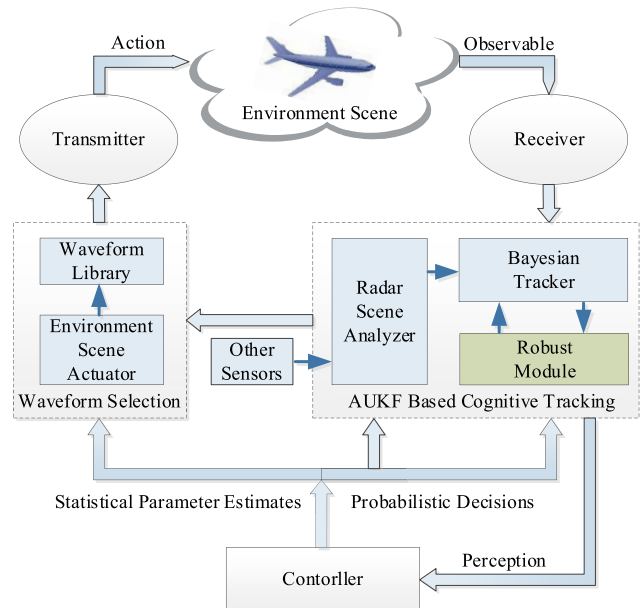 Action
Observable
Environment Scene
Transmitter
Receiver
Waveform
Library
Environment
Scene
Actuator
Waveform Selection
Other
Sensors
Radar
Scene
Analyzer
Bayesian
Tracker
Robust
Module
AUKF Based Cognitive Tracking
Statistical Parameter Estimates
Probabilistic Decisions
Perception
Contorller